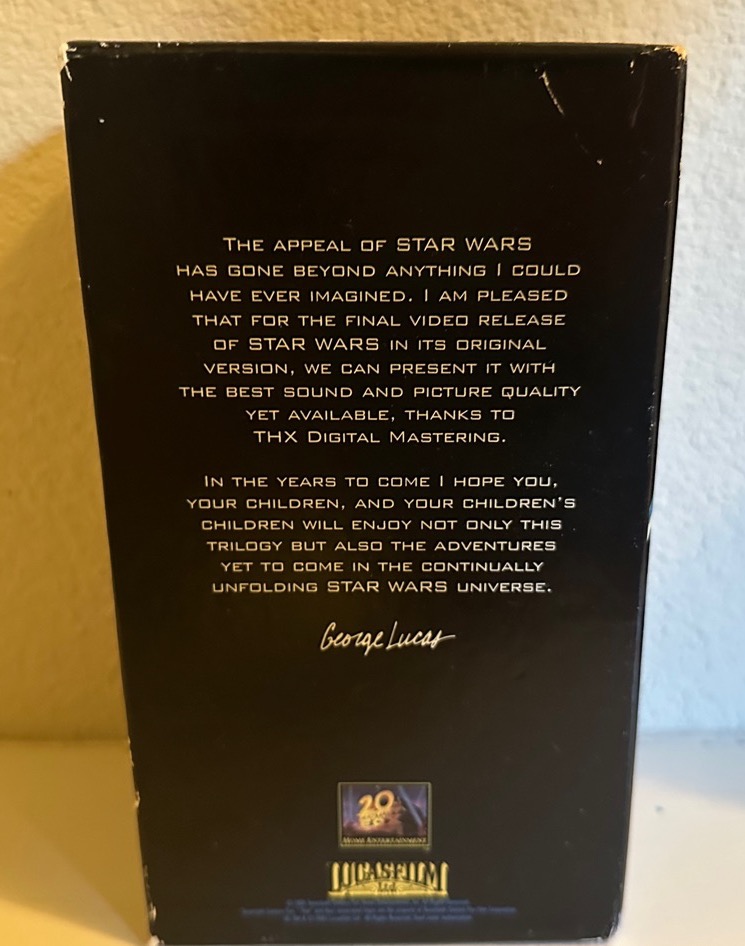 THE APPEAL OF STAR WARS
HAS GONE BEYOND ANYTHING I COULD
HAVE EVER IMAGINED. I AM PLEASED
THAT FOR THE FINAL VIDEO RELEASE
OF STAR WARS IN ITS ORIGINAL
VERSION, WE CAN PRESENT IT WITH
THE BEST SOUND AND PICTURE QUALITY
YET AVAILABLE, THANKS TO
THX DIGITAL MASTERING.
IN THE YEARS TO COME I HOPE YOU,
YOUR CHILDREN, AND YOUR CHILDREN'S
CHILDREN WILL ENJOY NOT ONLY THIS
TRILOGY BUT ALSO THE ADVENTURES
YET TO COME IN THE CONTINUALLY
UNFOLDING STAR WARS UNIVERSE.
George Lucas
20
HOME ENTERTAINMENT
LUCASFILM
Ltd.